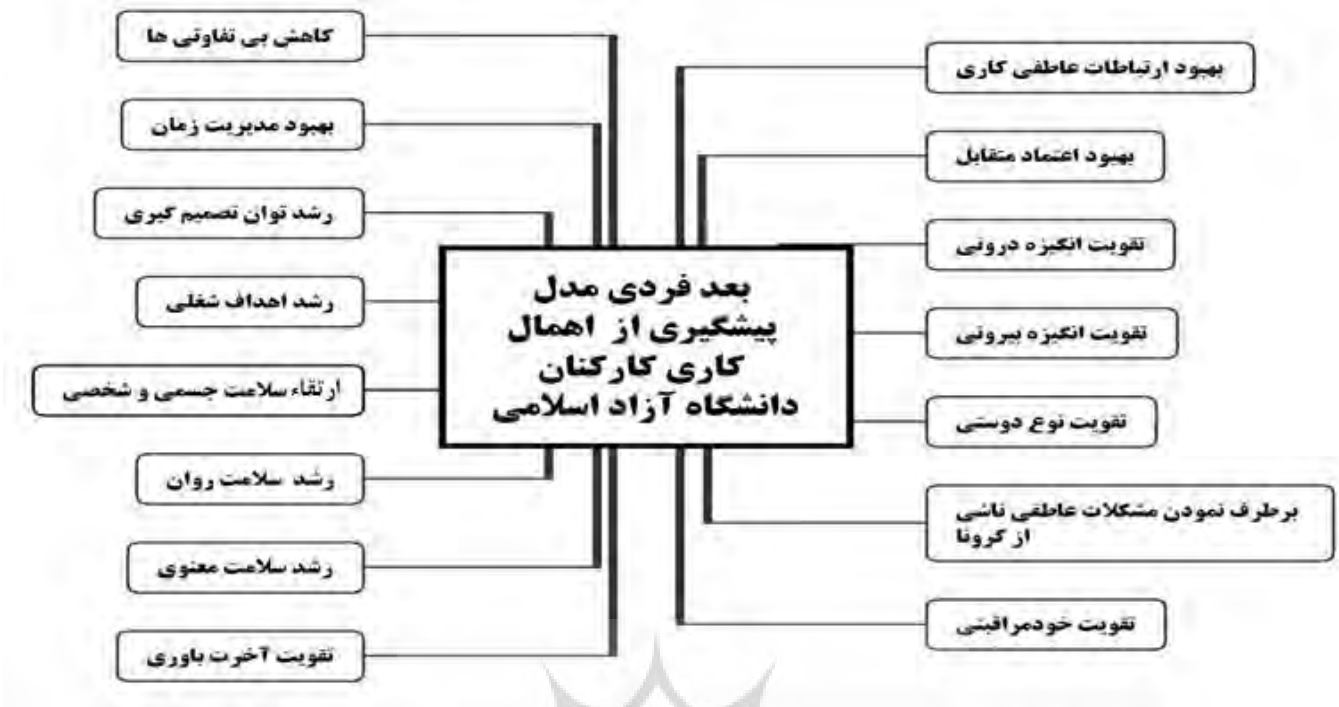 بهبود ارتباطات عاطفی کاری
بهبود اعتماد متقابل
تقویت انگیزه درونی
تقویت انگیزه بیرونی
تقویت نوع دوستی
برطرف نمودن مشکلات عاطفی ناشی
از کرونا
تقویت خودمراقبتی
بعد فردی مدل
پیشگیری از اهمال
کاری کارکنان
دانشگاه آزاد اسلامی
کاهش بی تفاوتی ها
بهبود مدیریت زمان
رشد توان تصمیم گیری
رشد اهداف شغلی
ارتقاء سلامت جسمی و شخصی
رشد سلامت روان
رشد سلامت معنوی
تقویت آخرت باوری